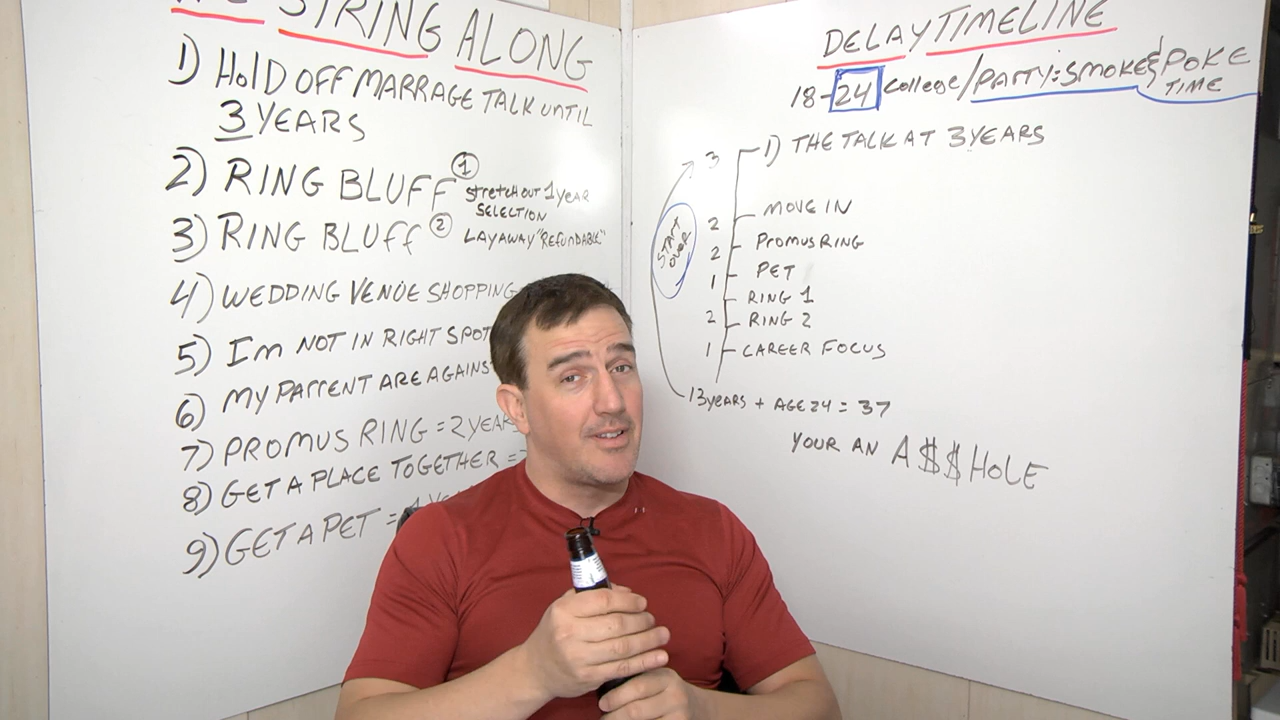 STRING ALONG
1) HOLD OFF MARRAGE TALK UNTIL
3 YEARS
2) RING BLUFF 1 stretch out 1 year
SELECTION
3) RING BLUFF 2 LAYAWAY "REFUNDABLE"
4) WEDDING VENUE SHOPPING
5) I'm NOT IN RIGHT SPOT
6) MY PARRENT ARE AGAINS
7) PROMUS RING = 2 YEAR
8) GET A PLACE TOGETHER =
9) GET A PET = 1 YEA
DELAY TIMELINE
18-24 College/PARTY: SMOKE & POKE
TIME
3 1) THE TALK AT 3 YEARS
START
OVER
2 MOVE IN
2 PROMUS RING
1 PET
RING 1
2 RING 2
1 CAREER FOCUS
13 years + AGE 24 = 37
YOUR AN A$$HOLE